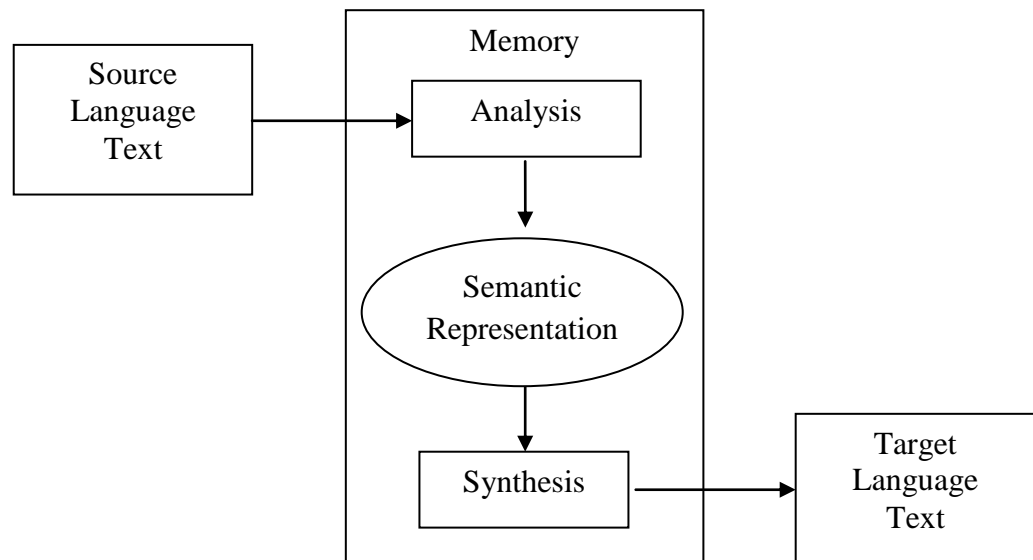 Memory
Source
Language
Text
Analysis
Semantic
Representation
Synthesis
Target
Language
Text